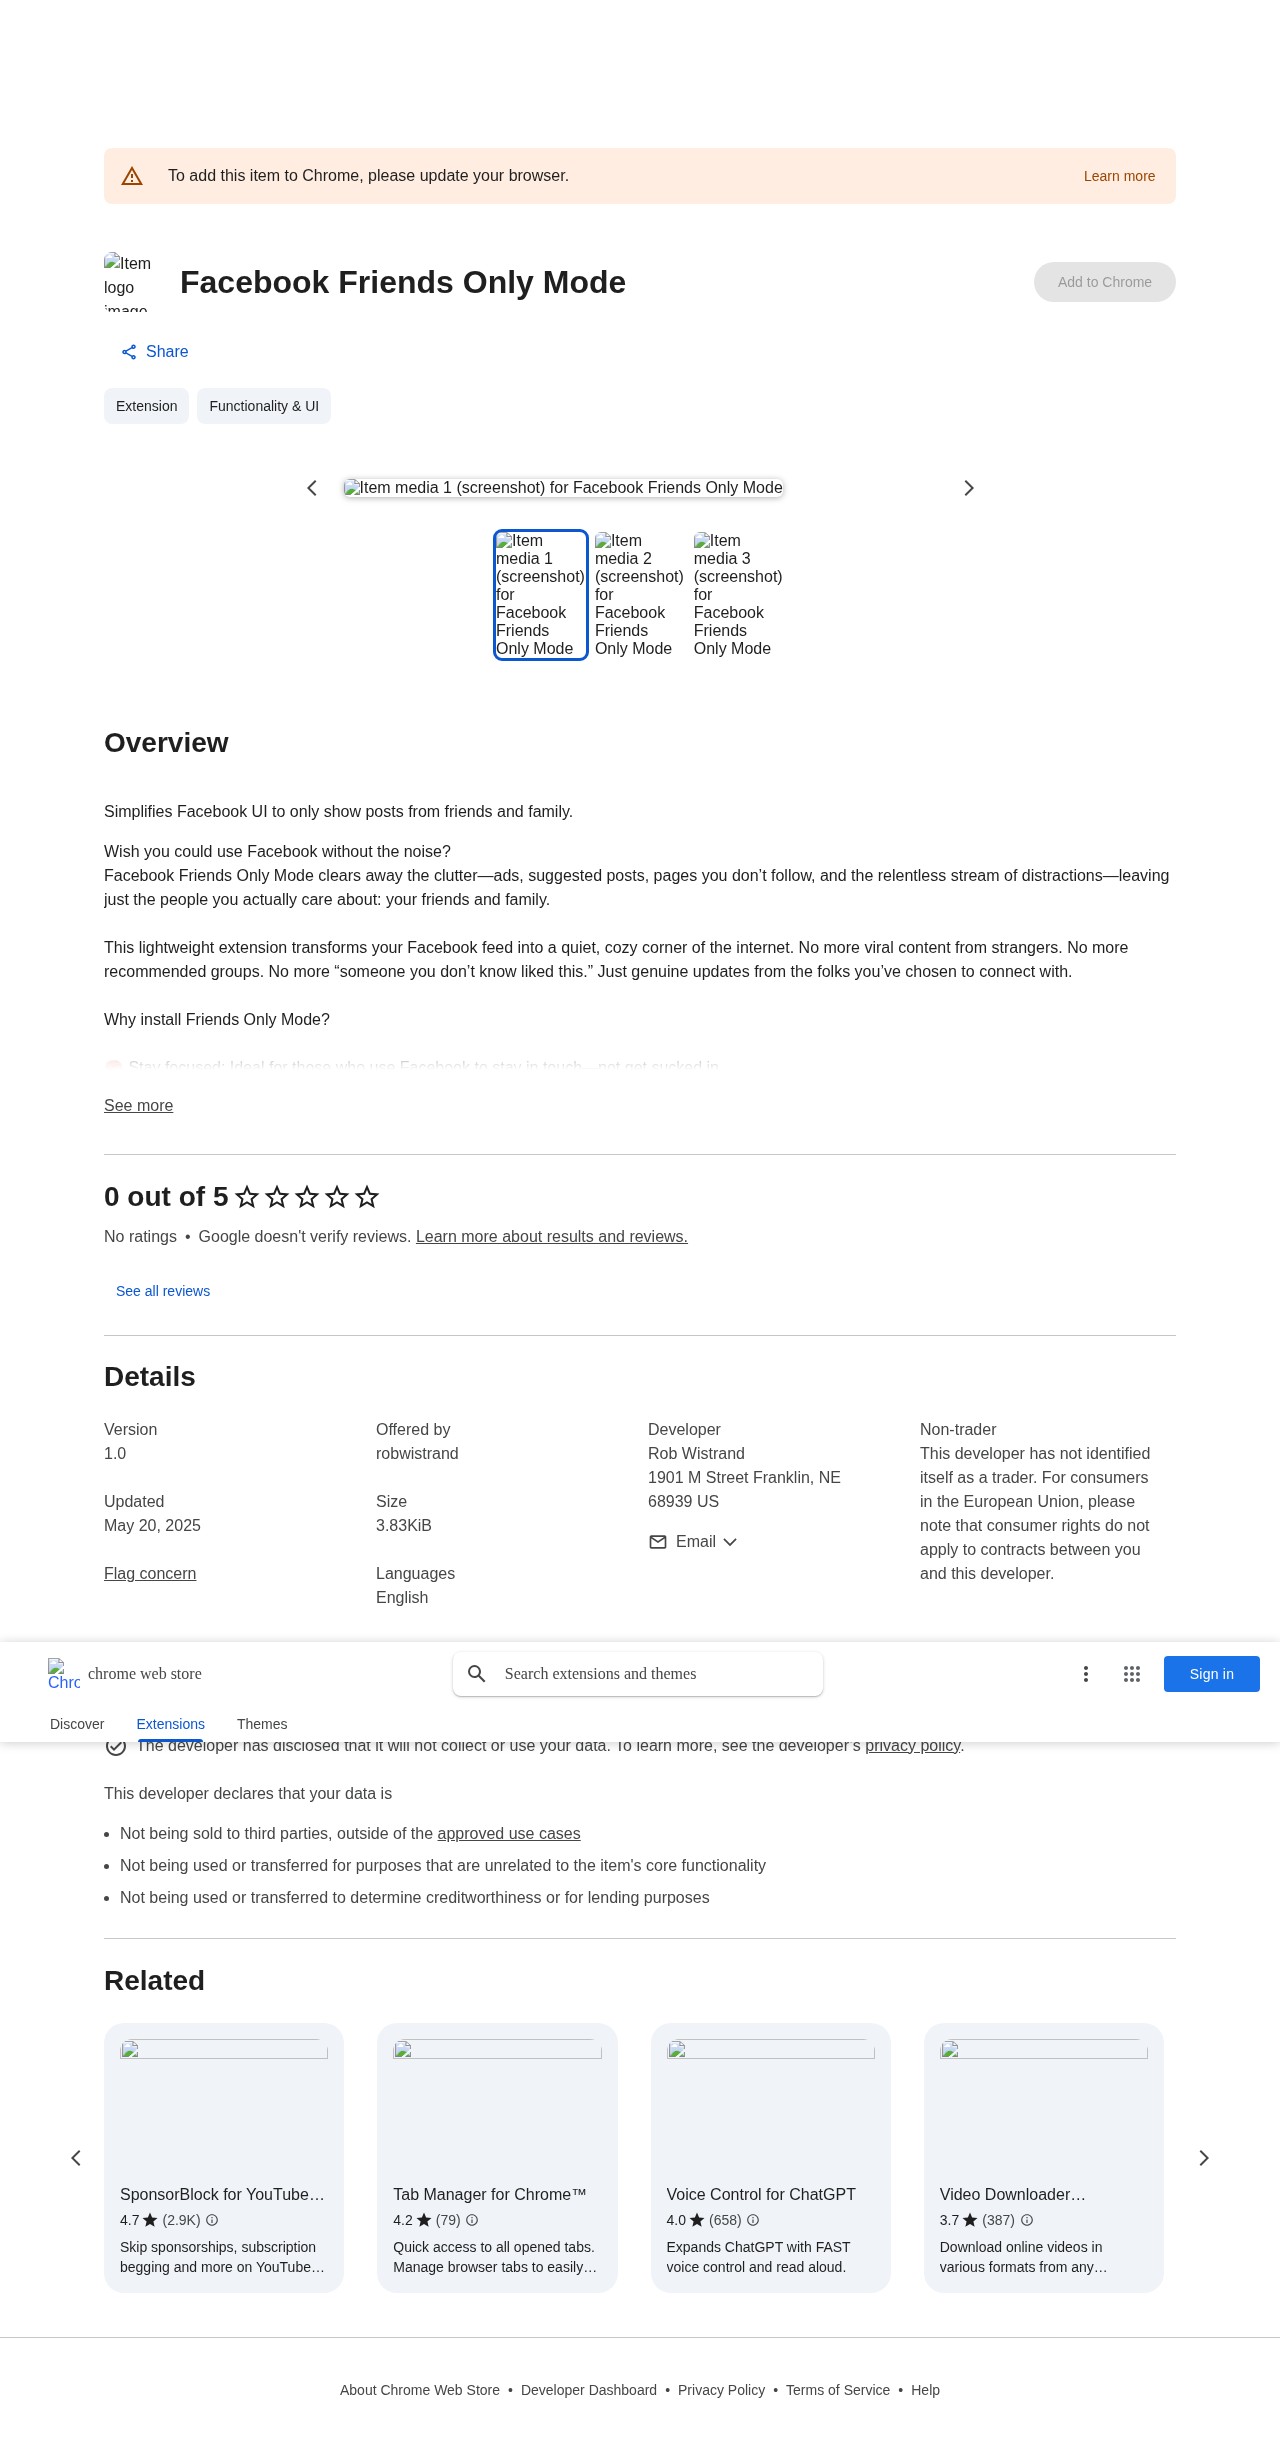 To add this item to Chrome, please update your browser.
Learn more
Item
logo
image
Facebook Friends Only Mode
Add to Chrome
Share
Extension
Functionality & UI
Item media 1 (screenshot) for Facebook Friends Only Mode
Item
media 1
(screenshot)
for
Facebook
Friends
Only Mode
Item
media 2
(screenshot)
for
Facebook
Friends
Only Mode
Item
media 3
(screenshot)
for
Facebook
Friends
Only Mode
Overview
Simplifies Facebook UI to only show posts from friends and family.
Wish you could use Facebook without the noise?
Facebook Friends Only Mode clears away the clutter—ads, suggested posts, pages you don’t follow, and the relentless stream of distractions—leaving
just the people you actually care about: your friends and family.
This lightweight extension transforms your Facebook feed into a quiet, cozy corner of the internet. No more viral content from strangers. No more
recommended groups. No more “someone you don’t know liked this.” Just genuine updates from the folks you’ve chosen to connect with.
Why install Friends Only Mode?
Stay focused: Ideal for those who use Facebook to stay in touch—not get sucked in.
See more
0 out of 5
No ratings • Google doesn't verify reviews. Learn more about results and reviews.
See all reviews
Details
Version
1.0
Updated
May 20, 2025
Flag concern
Offered by
robwistrand
Size
3.83KiB
Languages
English
Developer
Rob Wistrand
1901 M Street Franklin, NE
68939 US
Email
Non-trader
This developer has not identified
itself as a trader. For consumers
in the European Union, please
note that consumer rights do not
apply to contracts between you
and this developer.
Chro
chrome web store
Search extensions and themes
Sign in
Discover
Extensions
Themes
The developer has disclosed that it will not collect or use your data. To learn more, see the developer's privacy policy.
This developer declares that your data is
• Not being sold to third parties, outside of the approved use cases
• Not being used or transferred for purposes that are unrelated to the item's core functionality
• Not being used or transferred to determine creditworthiness or for lending purposes
Related
SponsorBlock for YouTube…
4.7 (2.9K)
Skip sponsorships, subscription
begging and more on YouTube…
Tab Manager for Chrome™
4.2 (79)
Quick access to all opened tabs.
Manage browser tabs to easily…
Voice Control for ChatGPT
4.0 (658)
Expands ChatGPT with FAST
voice control and read aloud.
Video Downloader…
3.7 (387)
Download online videos in
various formats from any…
About Chrome Web Store • Developer Dashboard • Privacy Policy • Terms of Service • Help